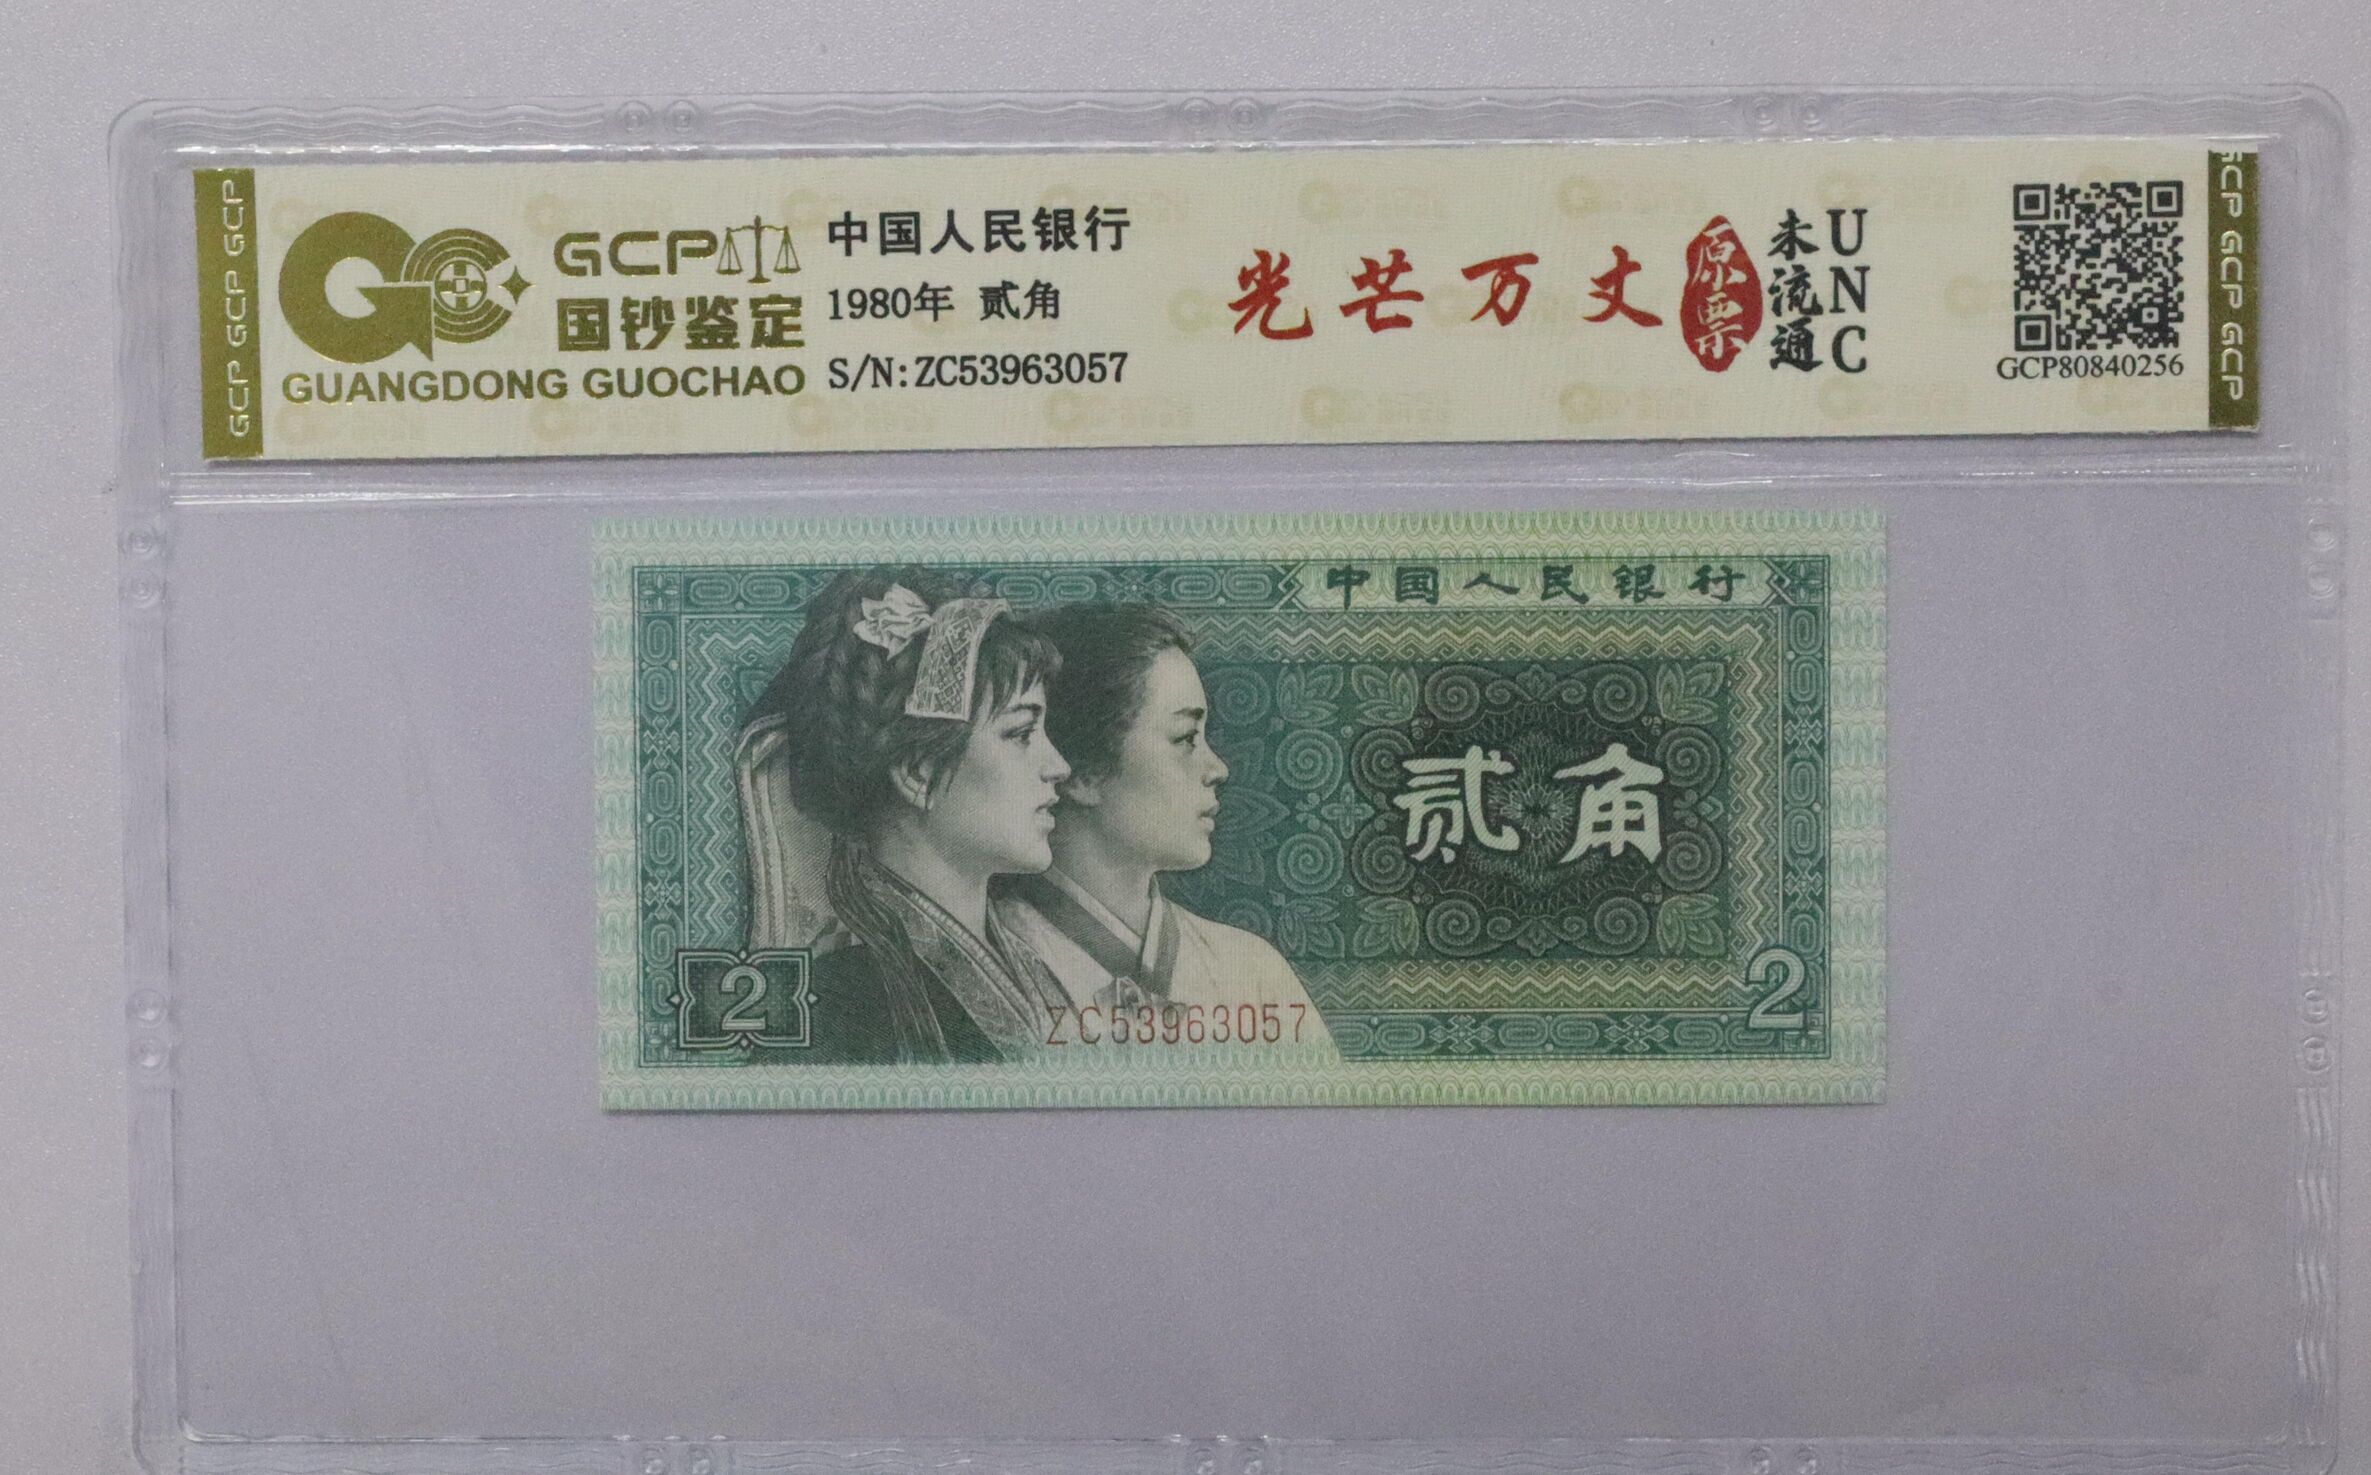 GCP GCP GCP
GCP
国钞鉴定
GUANGDONG GUOCHAO
中国人民银行
1980年 贰角
S/N:ZC53963057
光芒万丈
原票
未流通
UNC
GCP80840256
GCP GCP GCP
中国人民银行
贰角
2
2
ZC53963057